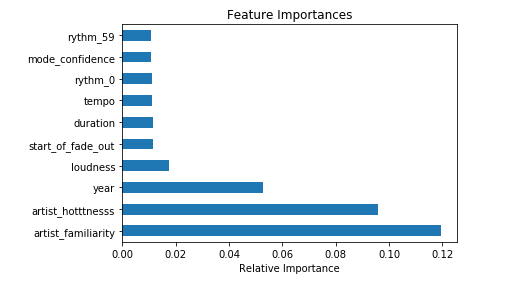 Feature Importances
rythm_59
mode_confidence
rythm_0
tempo
duration
start_of_fade_out
loudness
year
artist_hotttnesss
artist_familiarity
0.00 0.02 0.04 0.06 0.08 0.10 0.12
Relative Importance